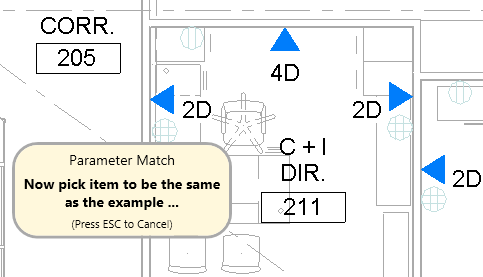 CORR.
205
4D
2D
2D
C + I
DIR.
211
2D
Parameter Match
Now pick item to be the same
as the example ...
(Press ESC to Cancel)